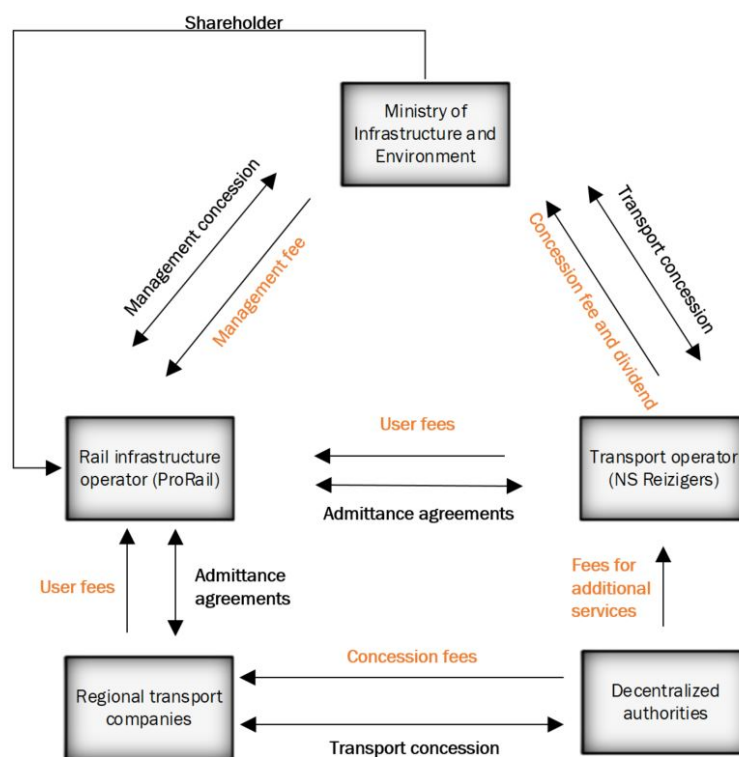 Shareholder
Ministry of
Infrastructure and
Environment
Management concession
Management fee
Concession fee and dividend
Transport concession
Rail infrastructure
operator (ProRail)
User fees
Admittance agreements
Transport operator
(NS Reizigers)
User fees
Admittance
agreements
Fees for
additional
services
Regional transport
companies
Concession fees
Transport concession
Decentralized
authorities